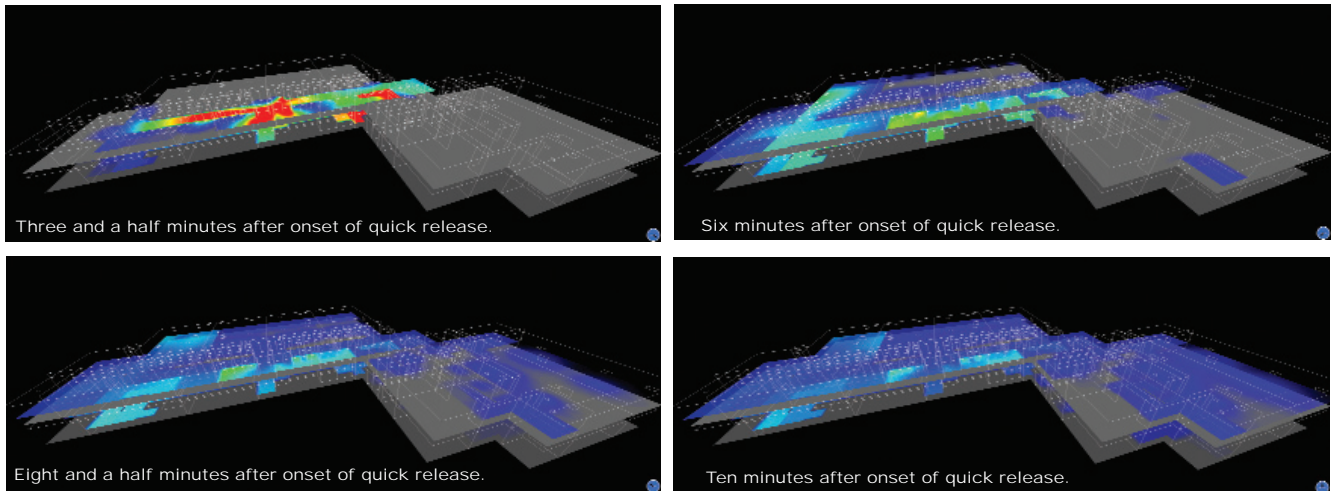 Three and a half minutes after onset of quick release.
Six minutes after onset of quick release.
Eight and a half minutes after onset of quick release.
Ten minutes after onset of quick release.